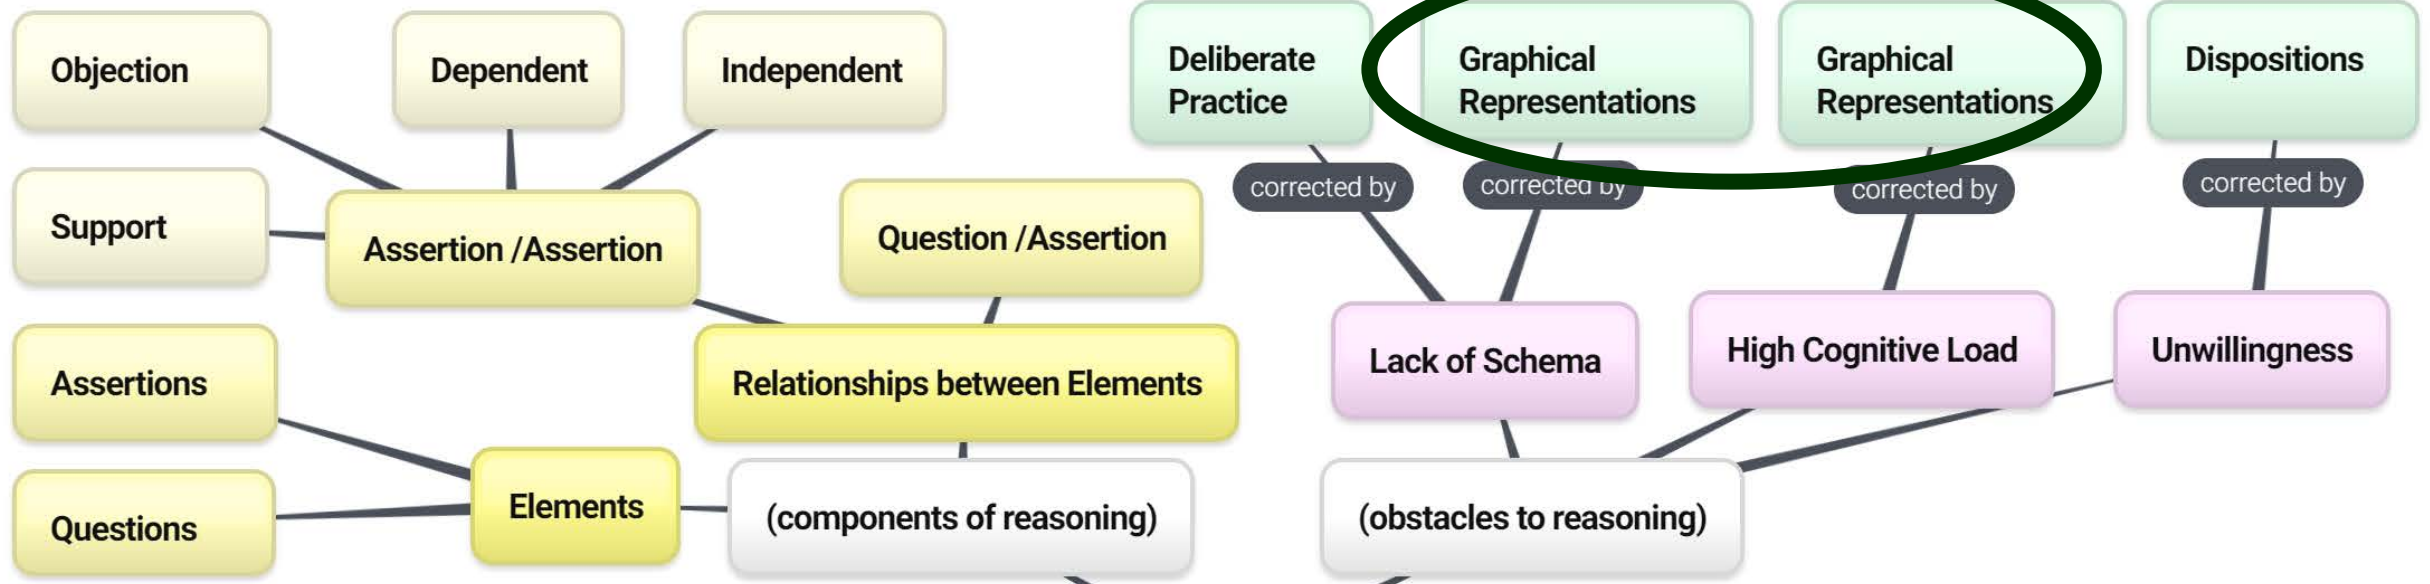 Objection
Dependent
Independent
Deliberate
Practice
Graphical
Representations
Graphical
Representations
Dispositions
corrected by
corrected by
corrected by
corrected by
Support
Assertion /Assertion
Question /Assertion
Assertions
Relationships between Elements
Lack of Schema
High Cognitive Load
Unwillingness
Questions
Elements
(components of reasoning)
(obstacles to reasoning)